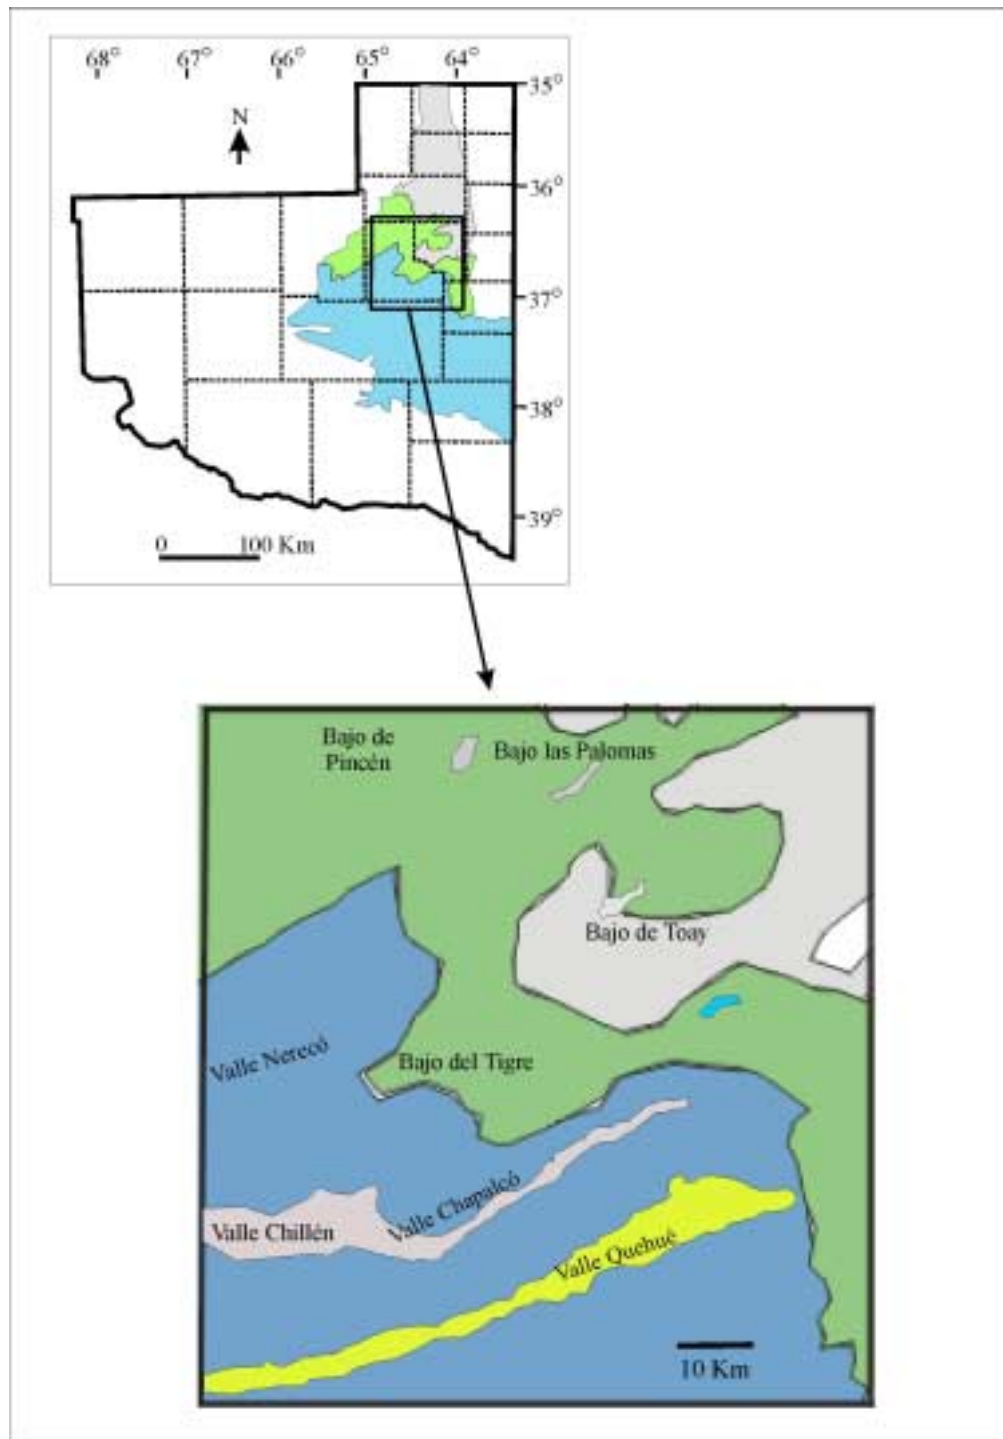 68° 67° 66° 65° 64°
35°
N
36°
37°
38°
39°
0 100 Km
Bajo de
Pincén
Bajo las Palomas
Bajo de Toay
Valle Nerecó
Bajo del Tigre
Valle Chapalcó
Valle Chillén
Valle Quehué
10 Km